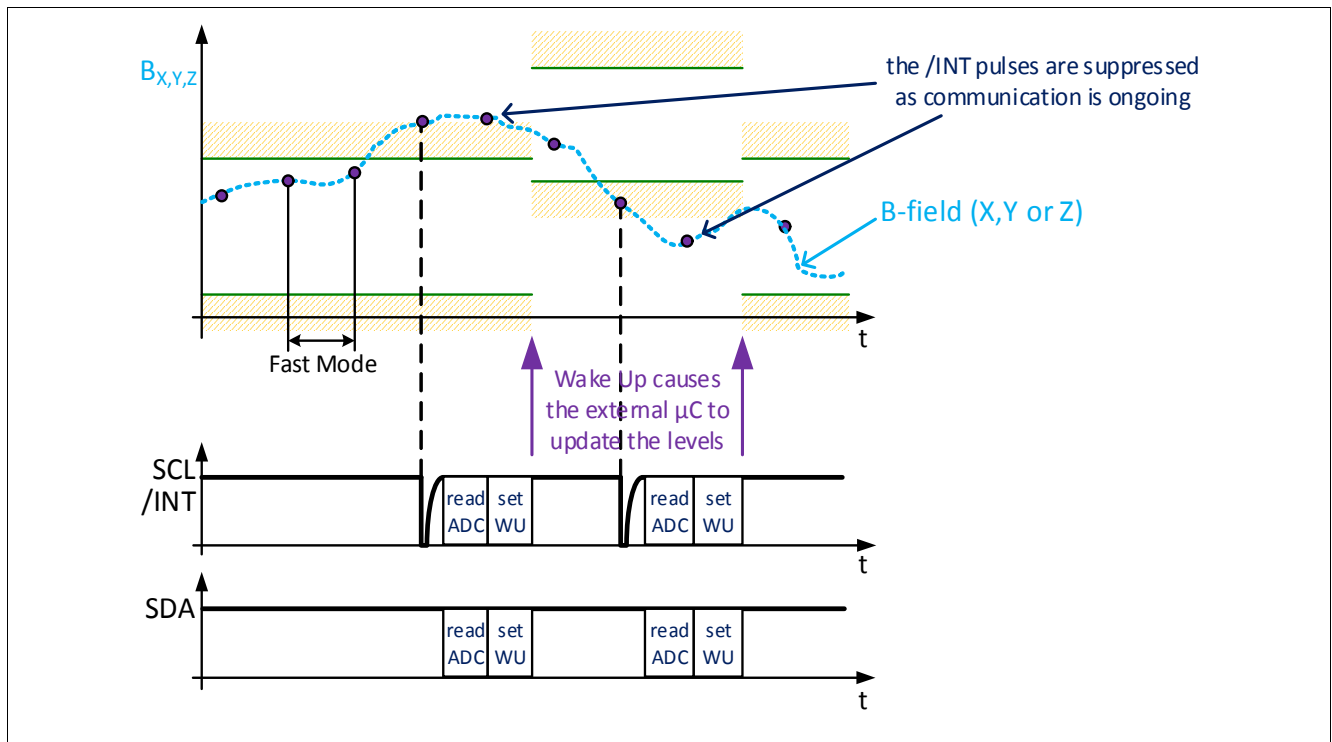 B_X,Y,Z
the /INT pulses are suppressed
as communication is ongoing
B-field (X,Y or Z)
t
Fast Mode
Wake Up causes
the external µC to
update the levels
SCL
/INT
read
ADC
set
WU
read
ADC
set
WU
t
SDA
read
ADC
set
WU
read
ADC
set
WU
t